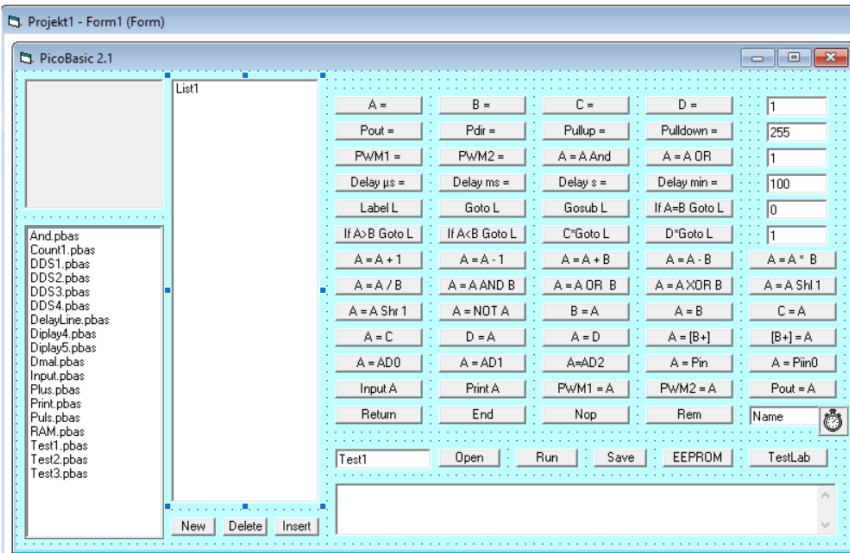 Projekt1 - Form1 (Form)
PicoBasic 2.1
List1
A = B = C = D = 1
Pout = Pdir = Pullup = Pulldown = 255
PWM1 = PWM2 = A = A And A = A OR 1
Delay µs = Delay ms = Delay s = Delay min = 100
Label L Goto L Gosub L If A=B Goto L 0
If A>B Goto L If A<B Goto L C*Goto L D*Goto L 1
A = A + 1 A = A - 1 A = A + B A = A - B A = A * B
A = A / B A = A AND B A = A OR B A = A XOR B A = A Shl 1
A = A Shr 1 A = NOT A B = A A = B C = A
A = C D = A A = D A = [B+] [B+] = A
A = AD0 A = AD1 A=AD2 A = Pin A = Piin0
Input A Print A PWM1 = A PWM2 = A Pout = A
Return End Nop Rem Name
And.pbas
Count1.pbas
DDS1.pbas
DDS2.pbas
DDS3.pbas
DDS4.pbas
DelayLine.pbas
Diplay4.pbas
Diplay5.pbas
Dmal.pbas
Input.pbas
Plus.pbas
Print.pbas
Puls.pbas
RAM.pbas
Test1.pbas
Test2.pbas
Test3.pbas
Test1 Open Run Save EEPROM TestLab
New Delete Insert